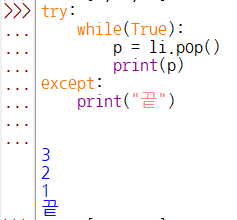 >>> try:
...     while(True):
...         p = li.pop()
...         print(p)
... except:
...     print("끝")
...
...
3
2
1
끝